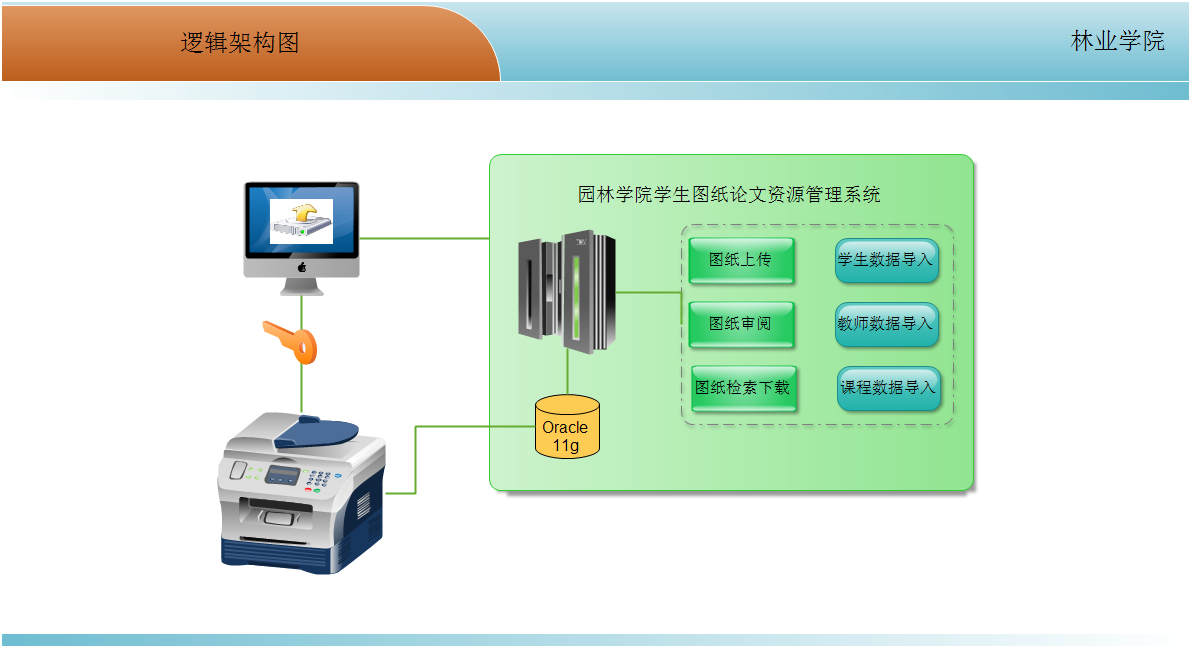 逻辑架构图
林业学院
园林学院学生图纸论文资源管理系统
图纸上传
学生数据导入
图纸审阅
教师数据导入
图纸检索下载
课程数据导入
Oracle
11g